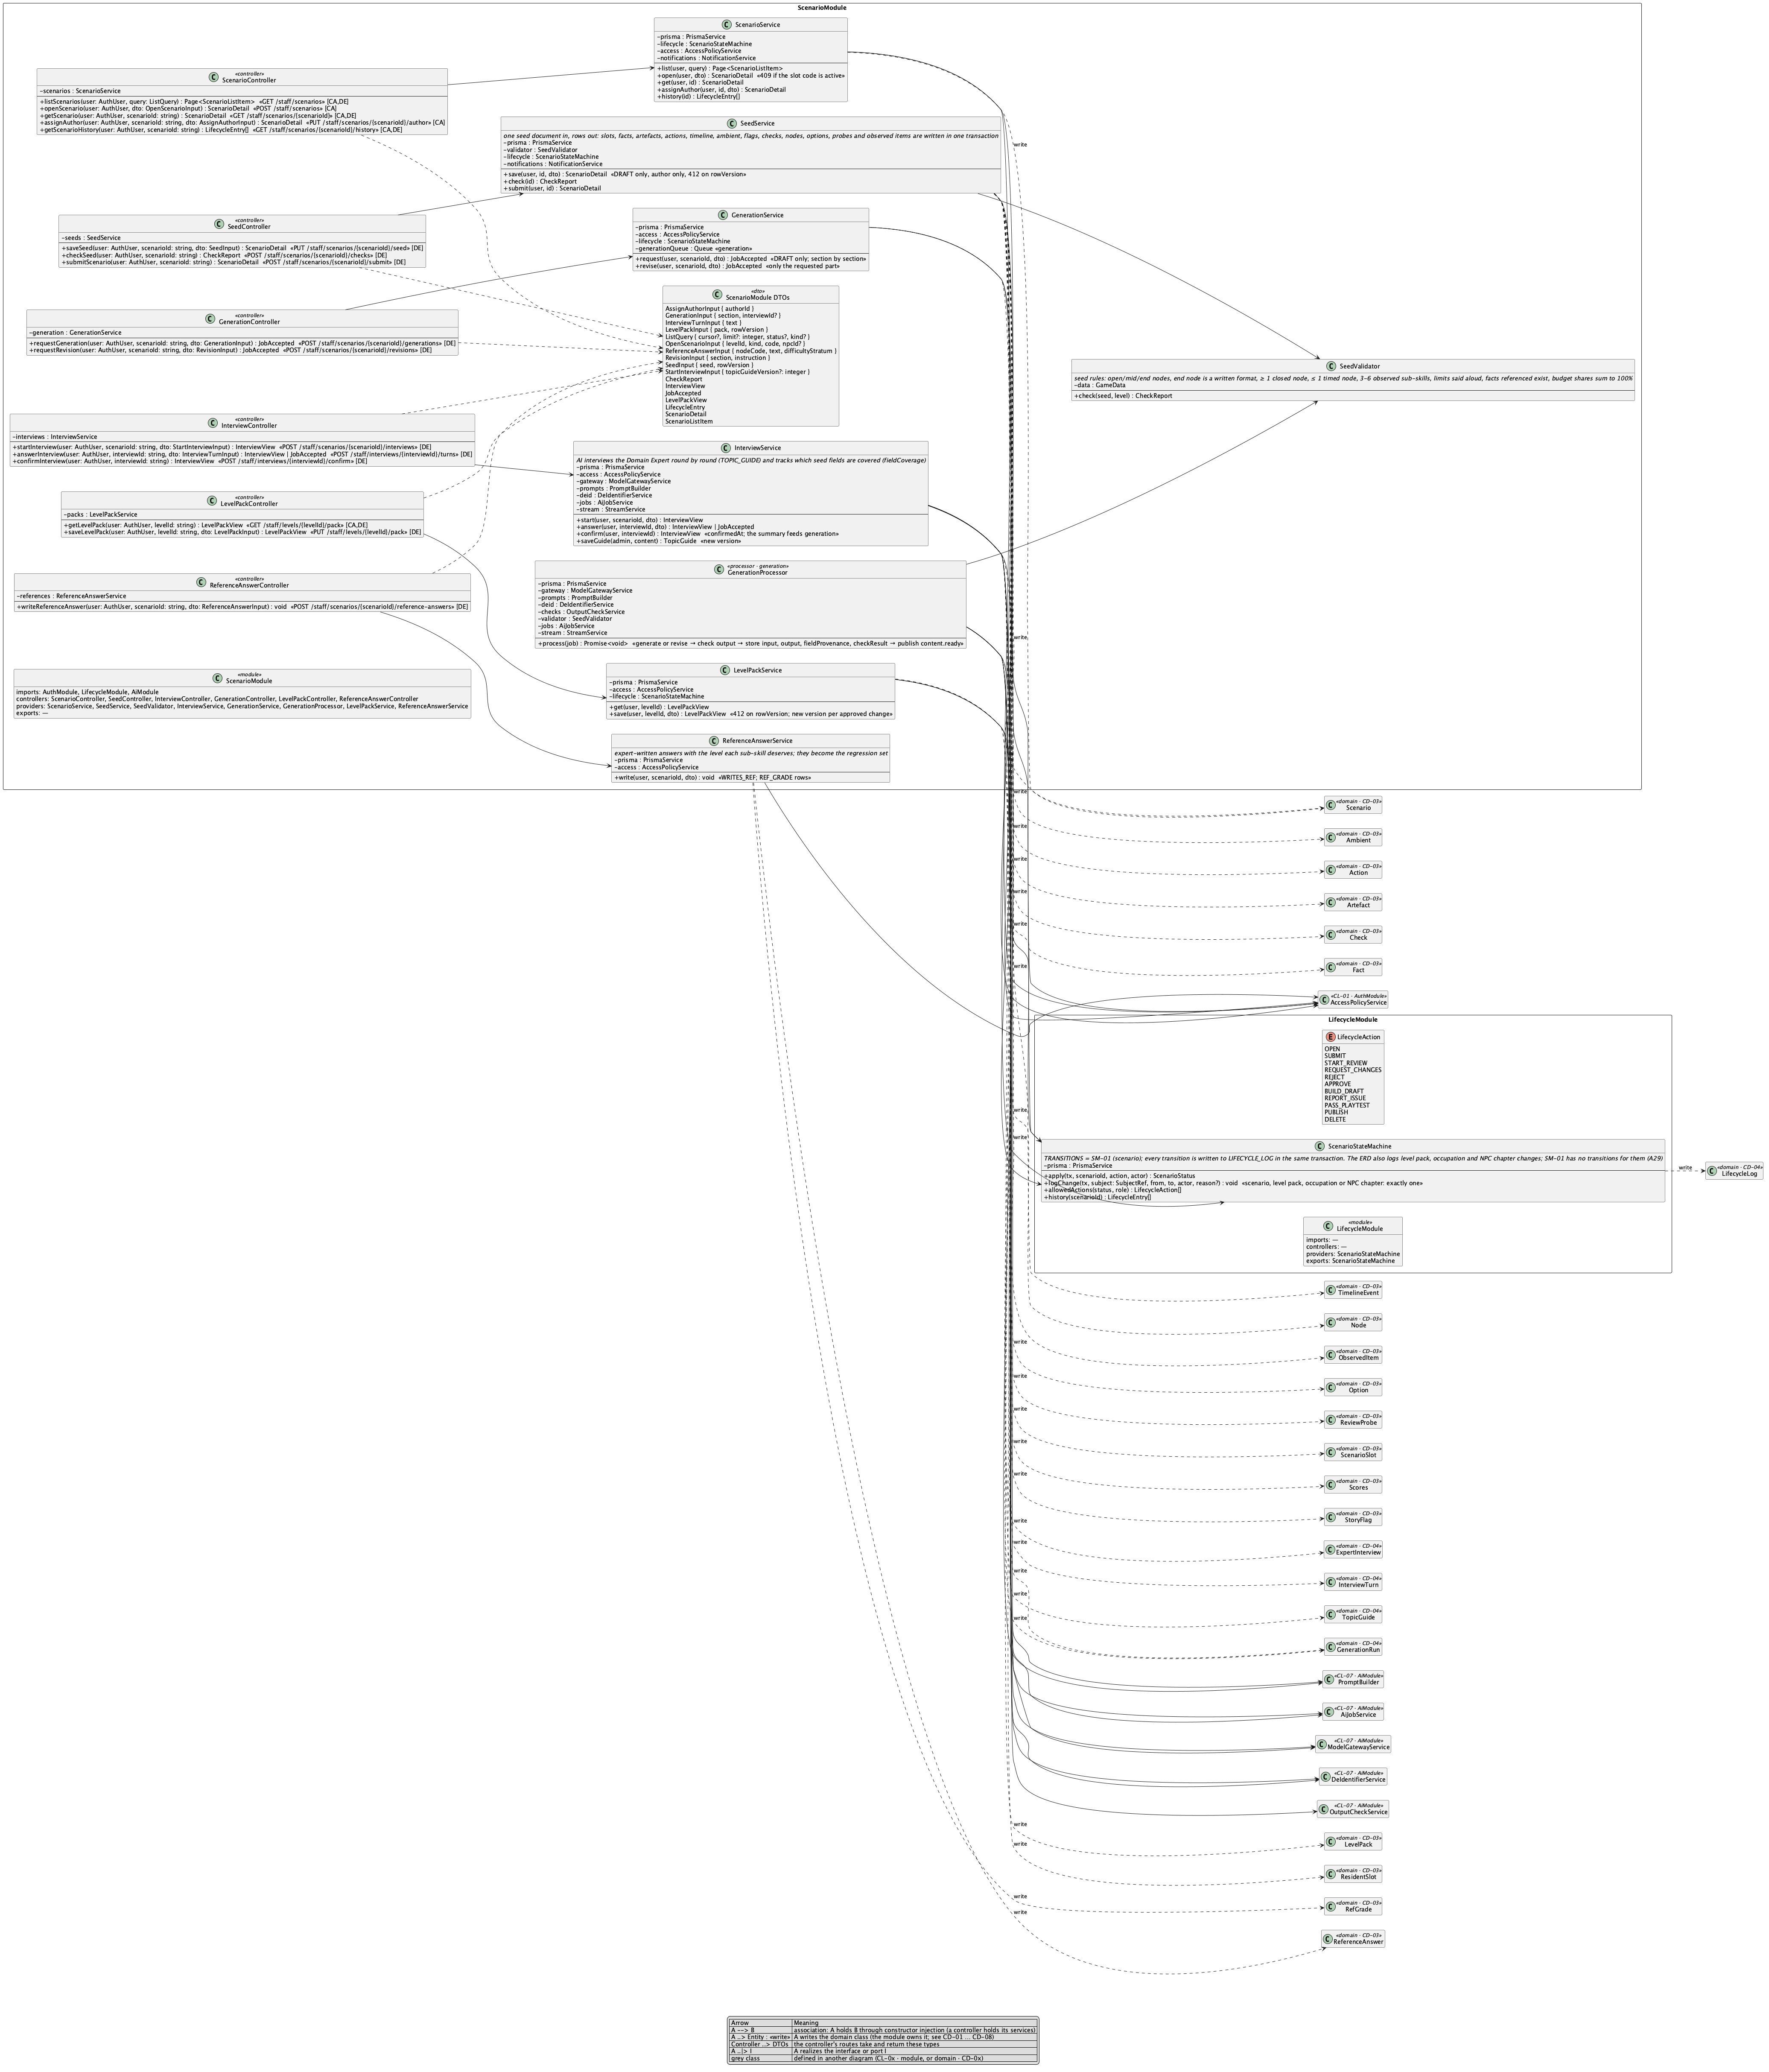 ScenarioModule
ScenarioService
-prisma : PrismaService
-lifecycle : ScenarioStateMachine
-access : AccessPolicyService
-notifications : NotificationService
+list(user, query) : Page<ScenarioListItem>
+open(user, dto) : ScenarioDetail «409 if the slot code is active»
+get(user, id) : ScenarioDetail
+assignAuthor(user, id, dto) : ScenarioDetail
+history(id) : LifecycleEntry[]
«controller»
ScenarioController
-scenarios : ScenarioService
+listScenarios(user: AuthUser, query: ListQuery) : Page<ScenarioListItem> «GET /staff/scenarios» [CA,DE]
+openScenario(user: AuthUser, dto: OpenScenarioInput) : ScenarioDetail «POST /staff/scenarios» [CA]
+getScenario(user: AuthUser, scenarioId: string) : ScenarioDetail «GET /staff/scenarios/{scenarioId}» [CA,DE]
+assignAuthor(user: AuthUser, scenarioId: string, dto: AssignAuthorInput) : ScenarioDetail «PUT /staff/scenarios/{scenarioId}/author» [CA]
+getScenarioHistory(user: AuthUser, scenarioId: string) : LifecycleEntry[] «GET /staff/scenarios/{scenarioId}/history» [CA,DE]
SeedService
one seed document in, rows out: slots, facts, artefacts, actions, timeline, ambient, flags, checks, nodes, options, probes and observed items are written in one transaction
-prisma : PrismaService
-validator : SeedValidator
-lifecycle : ScenarioStateMachine
-notifications : NotificationService
+save(user, id, dto) : ScenarioDetail «DRAFT only, author only, 412 on rowVersion»
+check(id) : CheckReport
+submit(user, id) : ScenarioDetail
«controller»
SeedController
-seeds : SeedService
+saveSeed(user: AuthUser, scenarioId: string, dto: SeedInput) : ScenarioDetail «PUT /staff/scenarios/{scenarioId}/seed» [DE]
+checkSeed(user: AuthUser, scenarioId: string) : CheckReport «POST /staff/scenarios/{scenarioId}/checks» [DE]
+submitScenario(user: AuthUser, scenarioId: string) : ScenarioDetail «POST /staff/scenarios/{scenarioId}/submit» [DE]
GenerationService
-prisma : PrismaService
-access : AccessPolicyService
-lifecycle : ScenarioStateMachine
-generationQueue : Queue «generation»
+request(user, scenarioId, dto) : JobAccepted «DRAFT only; section by section»
+revise(user, scenarioId, dto) : JobAccepted «only the requested part»
«dto»
ScenarioModule DTOs
AssignAuthorInput { authorId }
GenerationInput { section, interviewId? }
InterviewTurnInput { text }
LevelPackInput { pack, rowVersion }
ListQuery { cursor?, limit?: integer, status?, kind? }
OpenScenarioInput { levelId, kind, code, npcId? }
ReferenceAnswerInput { nodeCode, text, difficultyStratum }
RevisionInput { section, instruction }
SeedInput { seed, rowVersion }
StartInterviewInput { topicGuideVersion?: integer }
CheckReport
InterviewView
JobAccepted
LevelPackView
LifecycleEntry
ScenarioDetail
ScenarioListItem
«controller»
GenerationController
-generation : GenerationService
+requestGeneration(user: AuthUser, scenarioId: string, dto: GenerationInput) : JobAccepted «POST /staff/scenarios/{scenarioId}/generations» [DE]
+requestRevision(user: AuthUser, scenarioId: string, dto: RevisionInput) : JobAccepted «POST /staff/scenarios/{scenarioId}/revisions» [DE]
SeedValidator
seed rules: open/mid/end nodes, end node is a written format, ≥ 1 closed node, ≤ 1 timed node, 3-6 observed sub-skills, limits said aloud, facts referenced exist, budget shares sum to 100%
-data : GameData
+check(seed, level) : CheckReport
«controller»
InterviewController
-interviews : InterviewService
+startInterview(user: AuthUser, scenarioId: string, dto: StartInterviewInput) : InterviewView «POST /staff/scenarios/{scenarioId}/interviews» [DE]
+answerInterview(user: AuthUser, interviewId: string, dto: InterviewTurnInput) : InterviewView | JobAccepted «POST /staff/interviews/{interviewId}/turns» [DE]
+confirmInterview(user: AuthUser, interviewId: string) : InterviewView «POST /staff/interviews/{interviewId}/confirm» [DE]
InterviewService
AI interviews the Domain Expert round by round (TOPIC_GUIDE) and tracks which seed fields are covered (fieldCoverage)
-prisma : PrismaService
-access : AccessPolicyService
-gateway : ModelGatewayService
-prompts : PromptBuilder
-deid : DeIdentifierService
-jobs : AiJobService
-stream : StreamService
+start(user, scenarioId, dto) : InterviewView
+answer(user, interviewId, dto) : InterviewView | JobAccepted
+confirm(user, interviewId) : InterviewView «confirmedAt; the summary feeds generation»
+saveGuide(admin, content) : TopicGuide «new version»
«controller»
LevelPackController
-packs : LevelPackService
+getLevelPack(user: AuthUser, levelId: string) : LevelPackView «GET /staff/levels/{levelId}/pack» [CA,DE]
+saveLevelPack(user: AuthUser, levelId: string, dto: LevelPackInput) : LevelPackView «PUT /staff/levels/{levelId}/pack» [DE]
«processor · generation»
GenerationProcessor
-prisma : PrismaService
-gateway : ModelGatewayService
-prompts : PromptBuilder
-deid : DeIdentifierService
-checks : OutputCheckService
-validator : SeedValidator
-jobs : AiJobService
-stream : StreamService
+process(job) : Promise<void> «generate or revise → check output → store input, output, fieldProvenance, checkResult → publish content.ready»
«controller»
ReferenceAnswerController
-references : ReferenceAnswerService
+writeReferenceAnswer(user: AuthUser, scenarioId: string, dto: ReferenceAnswerInput) : void «POST /staff/scenarios/{scenarioId}/reference-answers» [DE]
LevelPackService
-prisma : PrismaService
-access : AccessPolicyService
-lifecycle : ScenarioStateMachine
+get(user, levelId) : LevelPackView
+save(user, levelId, dto) : LevelPackView «412 on rowVersion; new version per approved change»
«module»
ScenarioModule
imports: AuthModule, LifecycleModule, AiModule
controllers: ScenarioController, SeedController, InterviewController, GenerationController, LevelPackController, ReferenceAnswerController
providers: ScenarioService, SeedService, SeedValidator, InterviewService, GenerationService, GenerationProcessor, LevelPackService, ReferenceAnswerService
exports: —
ReferenceAnswerService
expert-written answers with the level each sub-skill deserves; they become the regression set
-prisma : PrismaService
-access : AccessPolicyService
+write(user, scenarioId, dto) : void «WRITES_REF; REF_GRADE rows»
write
write
«domain · CD-03»
Scenario
write
«domain · CD-03»
Ambient
write
«domain · CD-03»
Action
write
«domain · CD-03»
Artefact
write
«domain · CD-03»
Check
write
«domain · CD-03»
Fact
write
«CL-01 · AuthModule»
AccessPolicyService
LifecycleModule
LifecycleAction
OPEN
SUBMIT
START_REVIEW
REQUEST_CHANGES
REJECT
APPROVE
BUILD_DRAFT
REPORT_ISSUE
PASS_PLAYTEST
PUBLISH
DELETE
write
write
ScenarioStateMachine
TRANSITIONS = SM-01 (scenario); every transition is written to LIFECYCLE_LOG in the same transaction. The ERD also logs level pack, occupation and NPC chapter changes; SM-01 has no transitions for them (A29)
-prisma : PrismaService
+apply(tx, scenarioId, action, actor) : ScenarioStatus
+logChange(tx, subject: SubjectRef, from, to, actor, reason?) : void «scenario, level pack, occupation or NPC chapter: exactly one»
+allowedActions(status, role) : LifecycleAction[]
+history(scenarioId) : LifecycleEntry[]
write
«domain · CD-04»
LifecycleLog
«module»
LifecycleModule
imports: —
controllers: —
providers: ScenarioStateMachine
exports: ScenarioStateMachine
«domain · CD-03»
TimelineEvent
«domain · CD-03»
Node
write
«domain · CD-03»
ObservedItem
write
«domain · CD-03»
Option
write
«domain · CD-03»
ReviewProbe
write
«domain · CD-03»
ScenarioSlot
write
«domain · CD-03»
Scores
write
«domain · CD-03»
StoryFlag
write
«domain · CD-04»
ExpertInterview
write
«domain · CD-04»
InterviewTurn
write
write
«domain · CD-04»
TopicGuide
write
«domain · CD-04»
GenerationRun
«CL-07 · AiModule»
PromptBuilder
«CL-07 · AiModule»
AiJobService
«CL-07 · AiModule»
ModelGatewayService
«CL-07 · AiModule»
DeIdentifierService
«CL-07 · AiModule»
OutputCheckService
write
«domain · CD-03»
LevelPack
write
«domain · CD-03»
ResidentSlot
write
«domain · CD-03»
RefGrade
write
«domain · CD-03»
ReferenceAnswer
Arrow Meaning
A --> B association: A holds B through constructor injection (a controller holds its services)
A ..> Entity : «write» A writes the domain class (the module owns it; see CD-01 ... CD-08)
Controller ..> DTOs the controller's routes take and return these types
A ..|> I A realizes the interface or port I
grey class defined in another diagram (CL-0x · module, or domain · CD-0x)